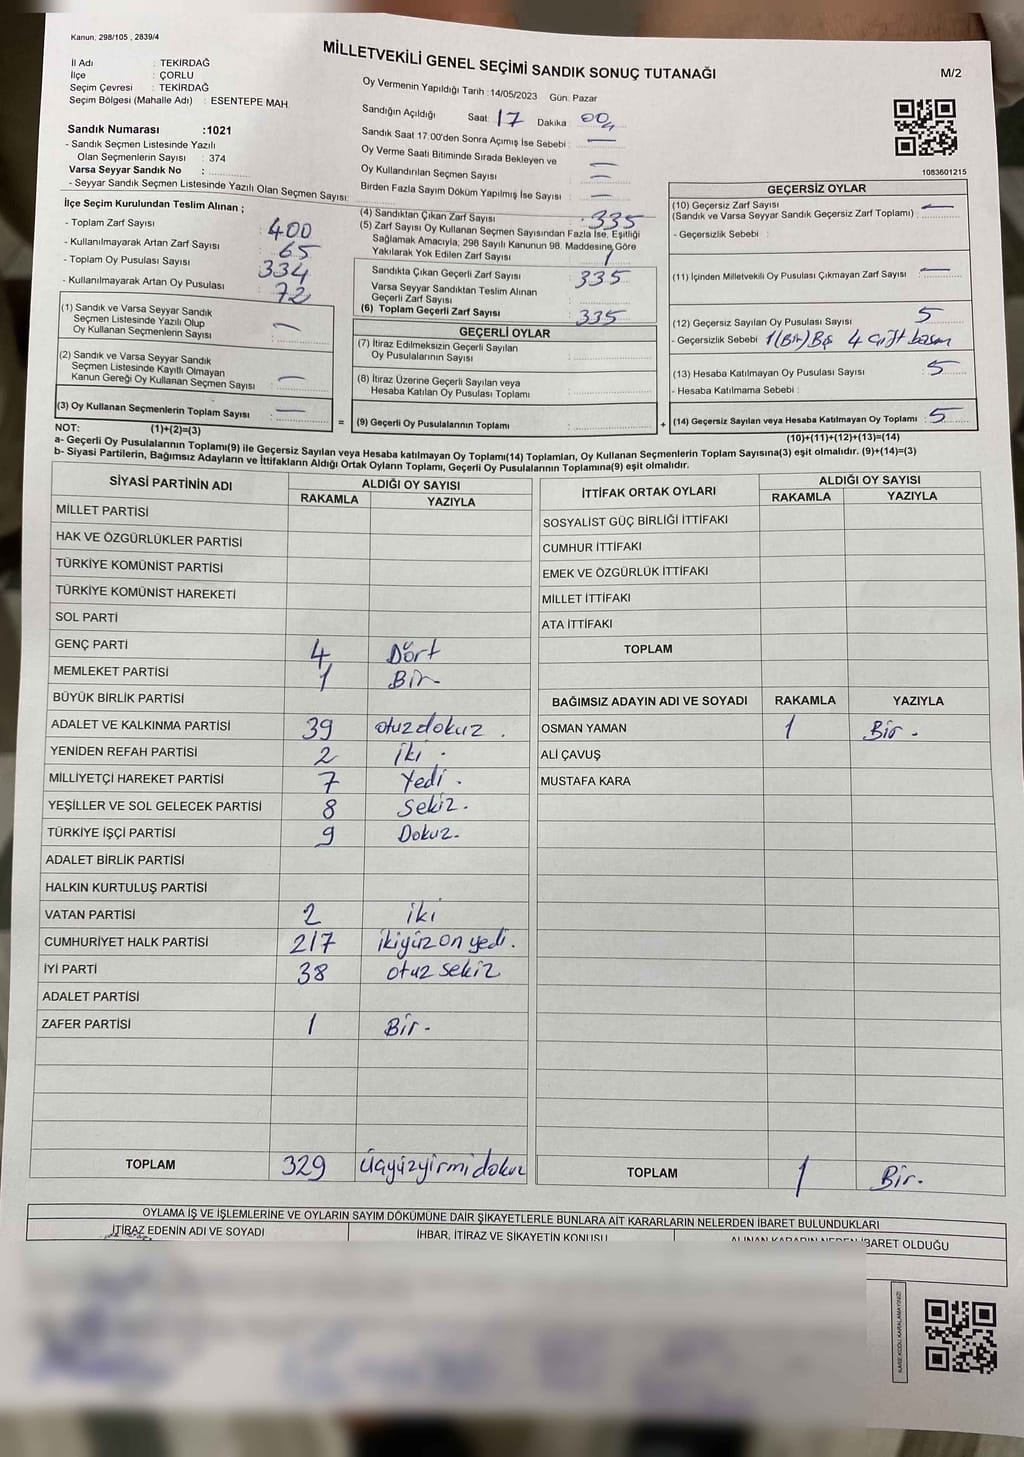 Kanun, 298/105 , 2839/4
MİLLETVEKİLİ GENEL SEÇİMİ SANDIK SONUÇ TUTANAĞI
M/2
İl Adı : TEKİRDAĞ
İlçe : ÇORLU
Seçim Çevresi : TEKİRDAĞ
Seçim Bölgesi (Mahalle Adı) : ESENTEPE MAH.
Sandık Numarası :1021
- Sandık Seçmen Listesinde Yazılı
Olan Seçmenlerin Sayısı : 374
Varsa Seyyar Sandık No :
- Seyyar Sandık Seçmen Listesinde Yazılı Olan Seçmen Sayısı:
Oy Vermenin Yapıldığı Tarih :14/05/2023 Gün: Pazar
Sandığın Açıldığı Saat: 17 Dakika : 00
Sandık Saat 17.00'den Sonra Açımış İse Sebebi : —
Oy Verme Saati Bitiminde Sırada Bekleyen ve —
Oy Kullandırılan Seçmen Sayısı —
Birden Fazla Sayım Döküm Yapılmış İse Sayısı : —
1083601215
İlçe Seçim Kurulundan Teslim Alınan ;
- Toplam Zarf Sayısı : 400
- Kullanılmayarak Artan Zarf Sayısı : 65
- Toplam Oy Pusulası Sayısı : 334
- Kullanılmayarak Artan Oy Pusulası : 72
(1) Sandık ve Varsa Seyyar Sandık
Seçmen Listesinde Yazılı Olup
Oy Kullanan Seçmenlerin Sayısı : —
(2) Sandık ve Varsa Seyyar Sandık
Seçmen Listesinde Kayıtlı Olmayan
Kanun Gereği Oy Kullanan Seçmen Sayısı : —
(3) Oy Kullanan Seçmenlerin Toplam Sayısı : —
(4) Sandıktan Çıkan Zarf Sayısı : 335
(5) Zarf Sayısı Oy Kullanan Seçmen Sayısından Fazla İse, Eşitliği
Sağlamak Amacıyla; 298 Sayılı Kanunun 98. Maddesine Göre
Yakılarak Yok Edilen Zarf Sayısı :
Sandıkta Çıkan Geçerli Zarf Sayısı : 335
Varsa Seyyar Sandıktan Teslim Alınan
Geçerli Zarf Sayısı :
(6) Toplam Geçerli Zarf Sayısı : 335
GEÇERLİ OYLAR
(7) İtiraz Edilmeksizin Geçerli Sayılan
Oy Pusulalarının Sayısı :
(8) İtiraz Üzerine Geçerli Sayılan veya
Hesaba Katılan Oy Pusulası Toplamı :
= (9) Geçerli Oy Pusulalarının Toplamı : +
GEÇERSİZ OYLAR
(10) Geçersiz Zarf Sayısı
(Sandık ve Varsa Seyyar Sandık Geçersiz Zarf Toplamı) : —
- Geçersizlik Sebebi :
(11) İçinden Milletvekili Oy Pusulası Çıkmayan Zarf Sayısı : —
(12) Geçersiz Sayılan Oy Pusulası Sayısı : 5
- Geçersizlik Sebebi : 1 (Bir) Boş 4 çift basım
(13) Hesaba Katılmayan Oy Pusulası Sayısı : 5
- Hesaba Katılmama Sebebi :
(14) Geçersiz Sayılan veya Hesaba Katılmayan Oy Toplamı : 5
NOT: (1)+(2)=(3)
(10)+(11)+(12)+(13)=(14)
a- Geçerli Oy Pusulalarının Toplamı(9) ile Geçersiz Sayılan veya Hesaba katılmayan Oy Toplamı(14) Toplamları, Oy Kullanan Seçmenlerin Toplam Sayısına(3) eşit olmalıdır. (9)+(14)=(3)
b- Siyasi Partilerin, Bağımsız Adayların ve İttifakların Aldığı Ortak Oyların Toplamı, Geçerli Oy Pusulalarının Toplamına(9) eşit olmalıdır.
SİYASİ PARTİNİN ADI ALDIĞI OY SAYISI
RAKAMLA YAZIYLA
MİLLET PARTİSİ
HAK VE ÖZGÜRLÜKLER PARTİSİ
TÜRKİYE KOMÜNİST PARTİSİ
TÜRKİYE KOMÜNİST HAREKETİ
SOL PARTİ
GENÇ PARTİ 4 Dört
MEMLEKET PARTİSİ 1 Bir.
BÜYÜK BİRLİK PARTİSİ
ADALET VE KALKINMA PARTİSİ 39 otuzdokuz.
YENİDEN REFAH PARTİSİ 2 iki.
MİLLİYETÇİ HAREKET PARTİSİ 7 Yedi.
YEŞİLLER VE SOL GELECEK PARTİSİ 8 Sekiz.
TÜRKİYE İŞÇİ PARTİSİ 9 Dokuz.
ADALET BİRLİK PARTİSİ
HALKIN KURTULUŞ PARTİSİ
VATAN PARTİSİ 2 iki
CUMHURİYET HALK PARTİSİ 217 ikiyüz on yedi.
İYİ PARTİ 38 otuz sekiz
ADALET PARTİSİ
ZAFER PARTİSİ 1 Bir.
TOPLAM 329 üçyüzyirmidokuz
İTTİFAK ORTAK OYLARI ALDIĞI OY SAYISI
RAKAMLA YAZIYLA
SOSYALİST GÜÇ BİRLİĞİ İTTİFAKI
CUMHUR İTTİFAKI
EMEK VE ÖZGÜRLÜK İTTİFAKI
MİLLET İTTİFAKI
ATA İTTİFAKI
TOPLAM
BAĞIMSIZ ADAYIN ADI VE SOYADI RAKAMLA YAZIYLA
OSMAN YAMAN 1 Bir.
ALİ ÇAVUŞ
MUSTAFA KARA
TOPLAM 1 Bir.
OYLAMA İŞ VE İŞLEMLERİNE VE OYLARIN SAYIM DÖKÜMÜNE DAİR ŞİKAYETLERLE BUNLARA AİT KARARLARIN NELERDEN İBARET BULUNDUKLARI
İTİRAZ EDENİN ADI VE SOYADI İHBAR, İTİRAZ VE ŞİKAYETİN KONUSU ALINAN KARARIN NEDEN İBARET OLDUĞU
KARE KODU KARALAMAYINIZ!